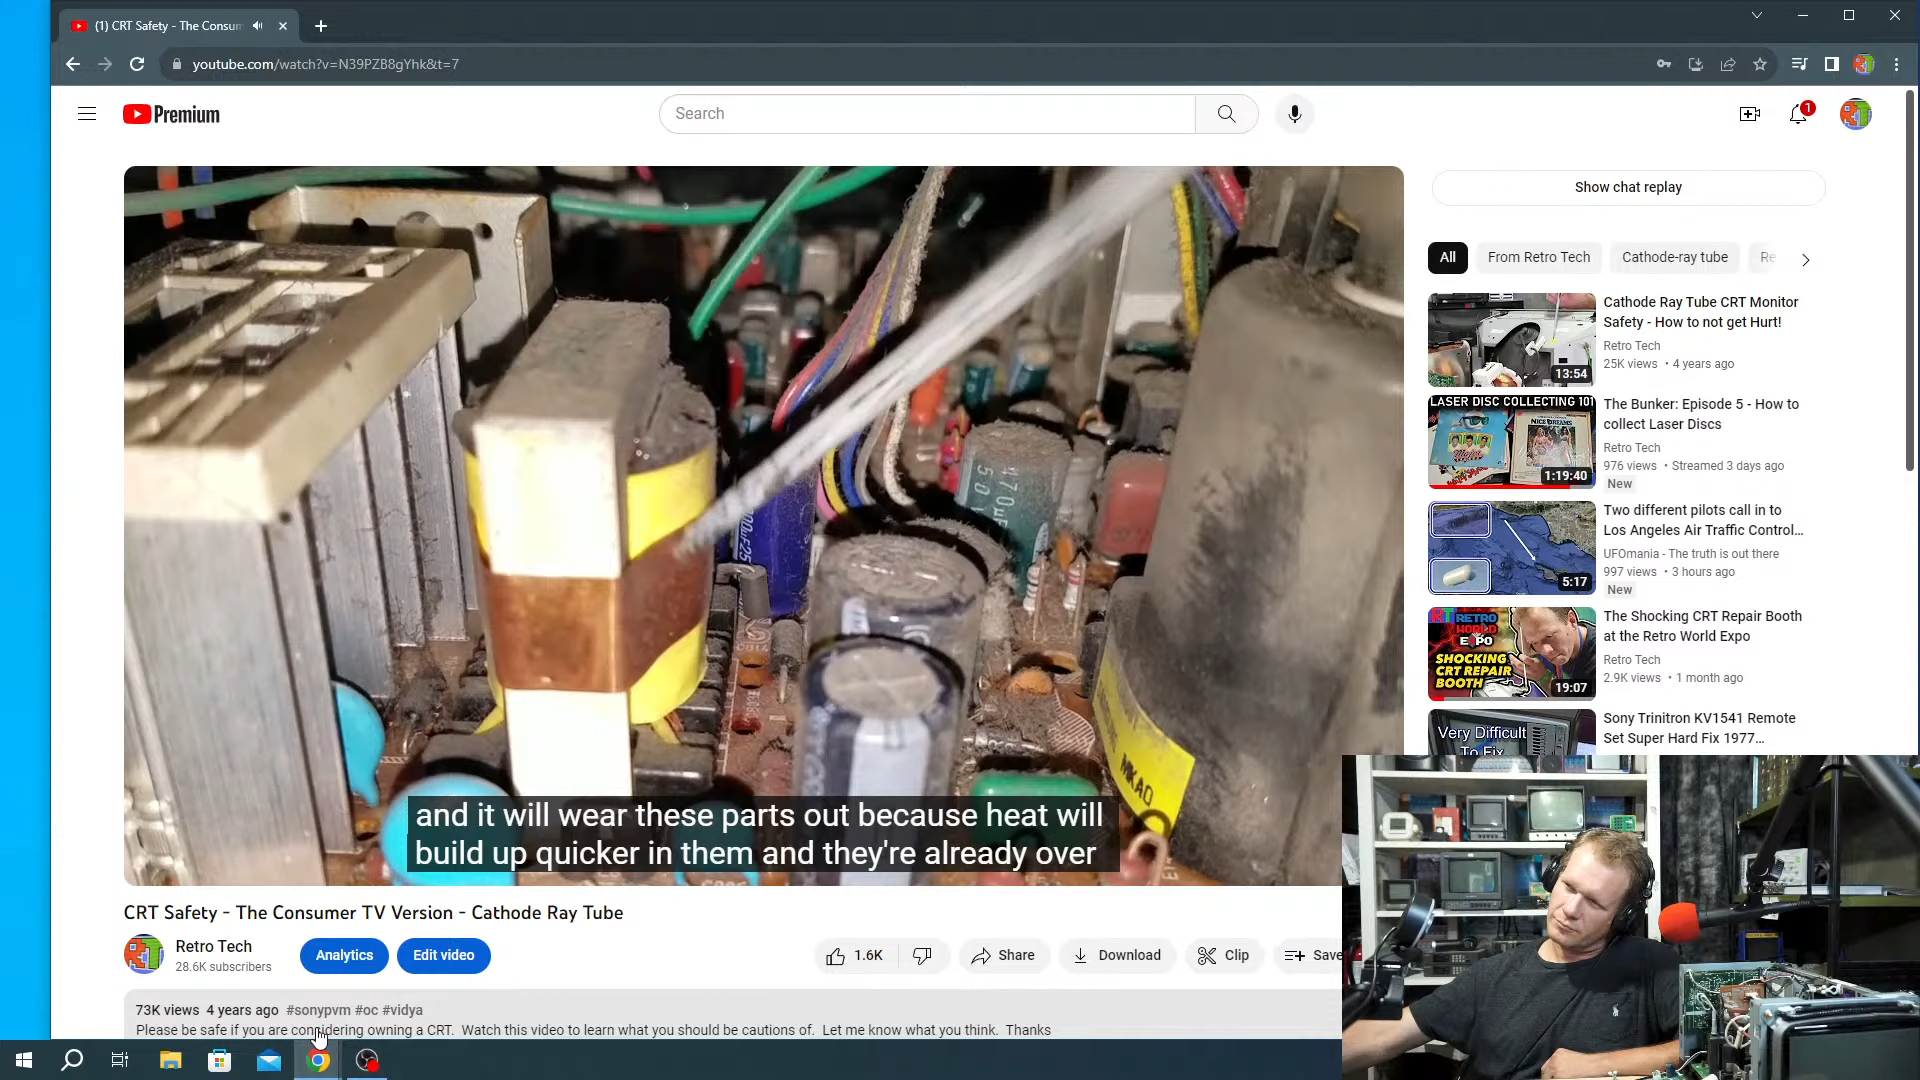 (1) CRT Safety - The Consum
youtube.com/watch?v=N39PZB8gYhk&t=7
Premium
Search
1
Show chat replay
All
From Retro Tech
Cathode-ray tube
Re
and it will wear these parts out because heat will
build up quicker in them and they're already over
CRT Safety - The Consumer TV Version - Cathode Ray Tube
Retro Tech
28.6K subscribers
Analytics
Edit video
1.6K
Share
Download
Clip
Save
73K views 4 years ago #sonypvm #oc #vidya
Please be safe if you are considering owning a CRT. Watch this video to learn what you should be cautions of. Let me know what you think. Thanks
Cathode Ray Tube CRT Monitor
Safety - How to not get Hurt!
Retro Tech
25K views • 4 years ago
13:54
LASER DISC COLLECTING 101
NICE DREAMS
1:19:40
The Bunker: Episode 5 - How to
collect Laser Discs
Retro Tech
976 views • Streamed 3 days ago
New
Two different pilots call in to
Los Angeles Air Traffic Control...
UFOmania - The truth is out there
997 views • 3 hours ago
New
5:17
RETRO
WORLD
EXPO
SHOCKING
CRT REPAIR
BOOTH
19:07
The Shocking CRT Repair Booth
at the Retro World Expo
Retro Tech
2.9K views • 1 month ago
Very Difficult
To Fix
Sony Trinitron KV1541 Remote
Set Super Hard Fix 1977...